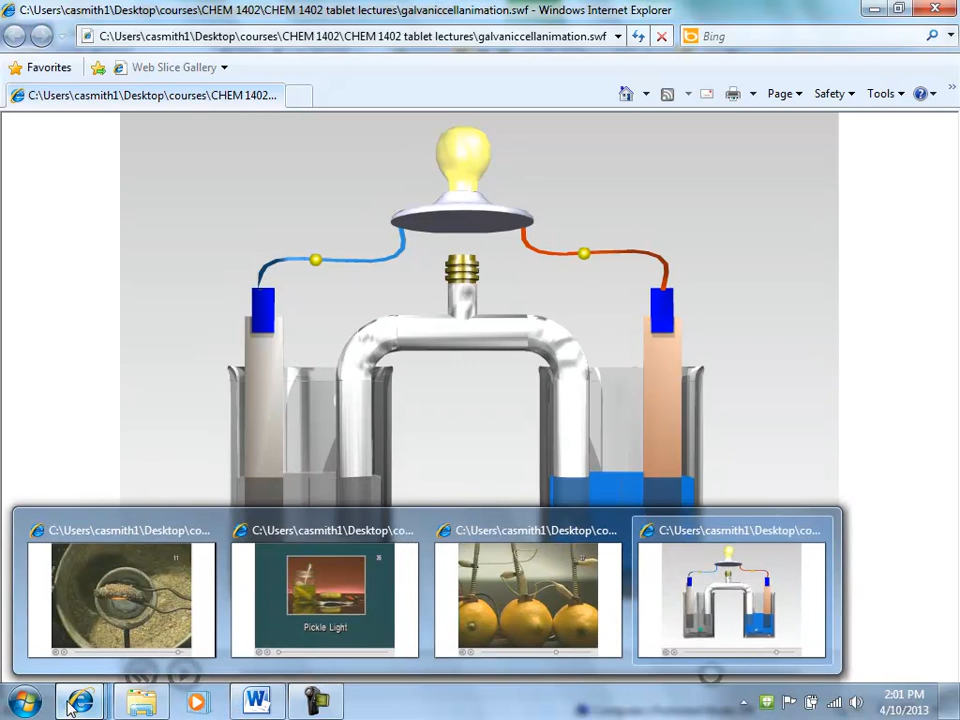 C:\Users\casmith1\Desktop\courses\CHEM 1402\CHEM 1402 tablet lectures\galvaniccellanimation.swf - Windows Internet Explorer
C:\Users\casmith1\Desktop\courses\CHEM 1402\CHEM 1402 tablet lectures\galvaniccellanimation.swf
Bing
Favorites
Web Slice Gallery
C:\Users\casmith1\Desktop\courses\CHEM 1402...
Page
Safety
Tools
C:\Users\casmith1\Desktop\co...
C:\Users\casmith1\Desktop\co...
C:\Users\casmith1\Desktop\co...
C:\Users\casmith1\Desktop\co...
11
Pickle Light
2:01 PM
4/10/2013